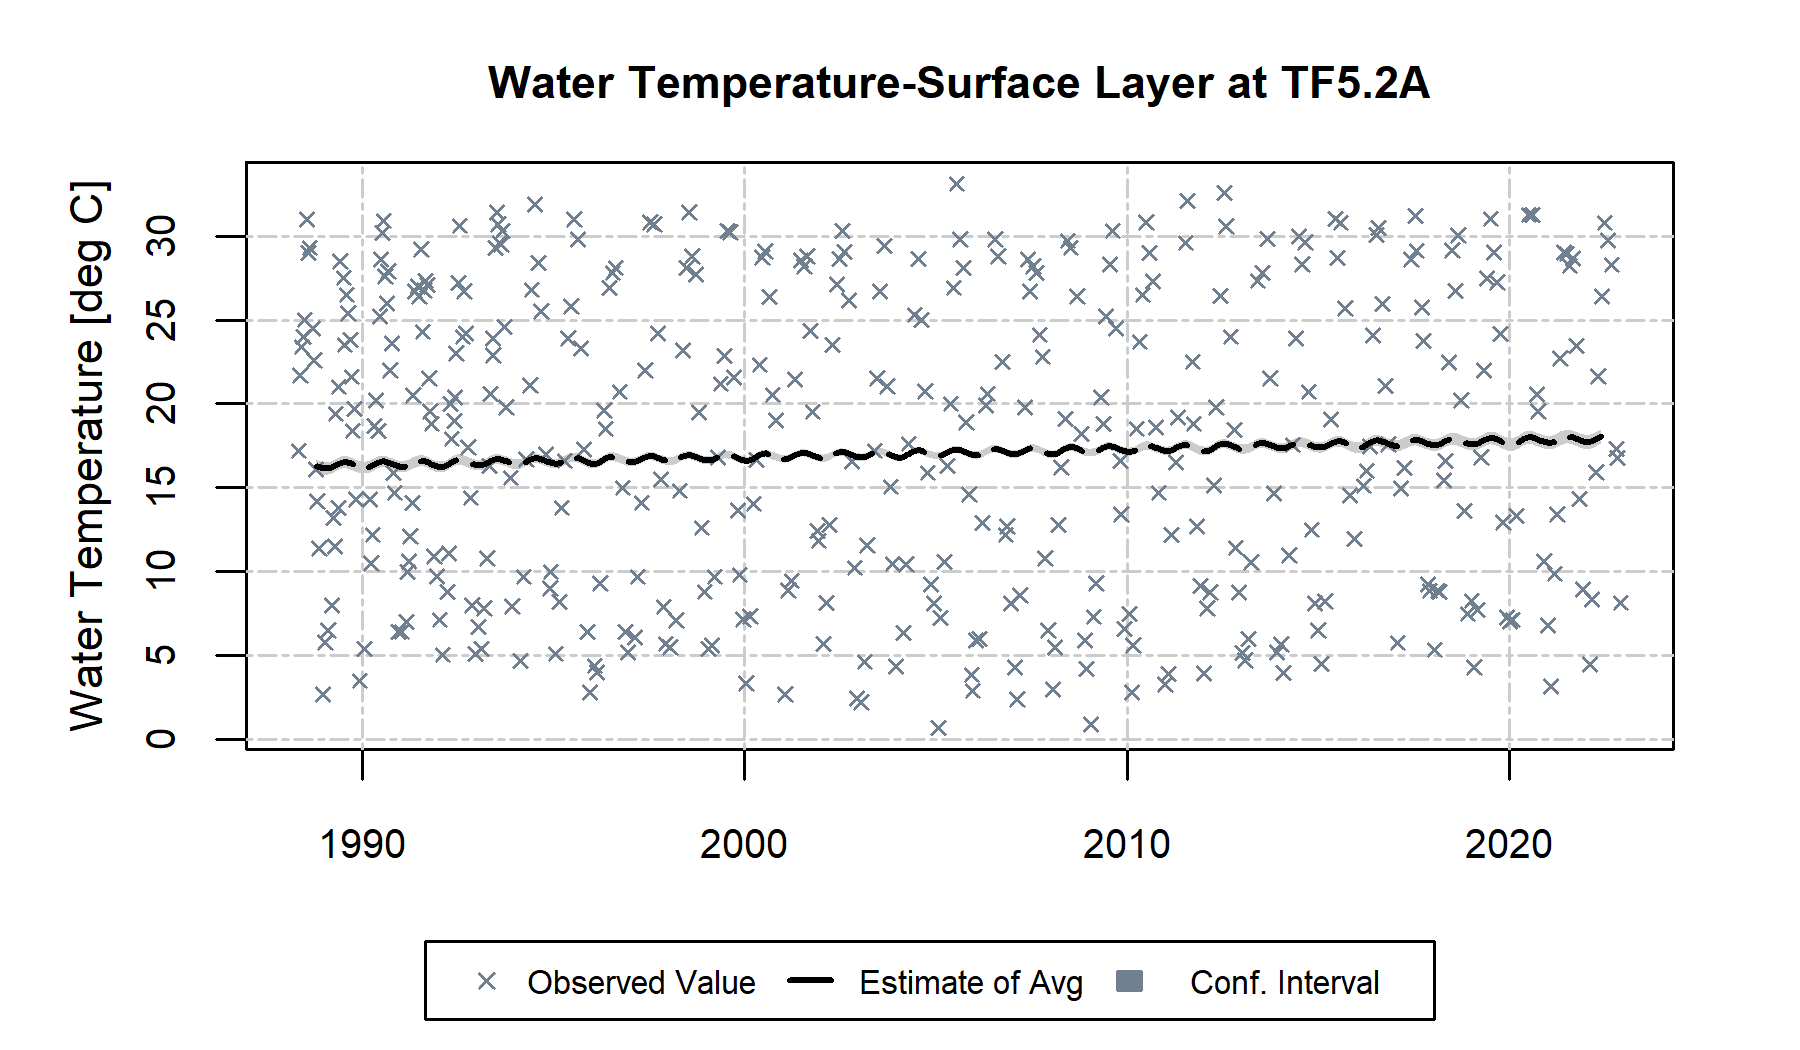 Water Temperature-Surface Layer at TF5.2A
Water Temperature [deg C]
30
25
20
15
10
5
0
1990 2000 2010 2020
Observed Value Estimate of Avg Conf. Interval